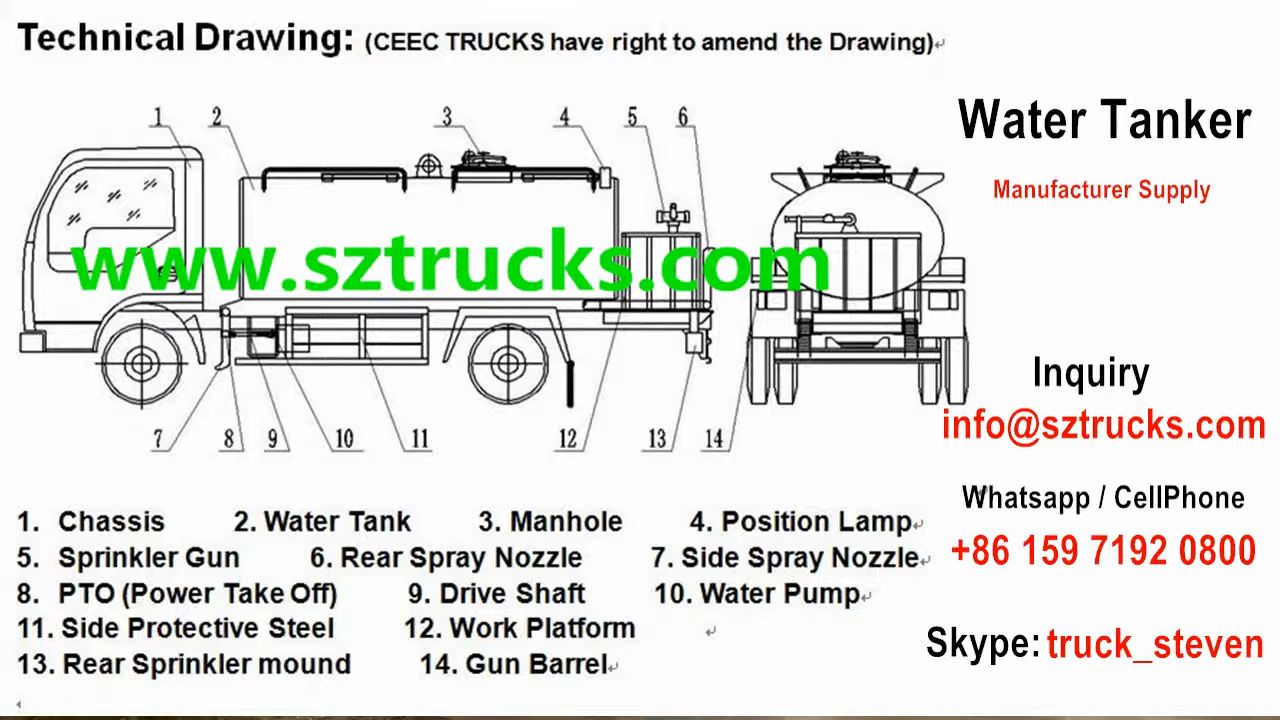 Technical Drawing: (CEEC TRUCKS have right to amend the Drawing)
1 2 3 4 5 6
Water Tanker
Manufacturer Supply
www.sztrucks.com
7 8 9 10 11 12 13 14
Inquiry
info@sztrucks.com
Whatsapp / CellPhone
+86 159 7192 0800
Skype: truck_steven
1. Chassis 2. Water Tank 3. Manhole 4. Position Lamp
5. Sprinkler Gun 6. Rear Spray Nozzle 7. Side Spray Nozzle
8. PTO (Power Take Off) 9. Drive Shaft 10. Water Pump
11. Side Protective Steel 12. Work Platform
13. Rear Sprinkler mound 14. Gun Barrel